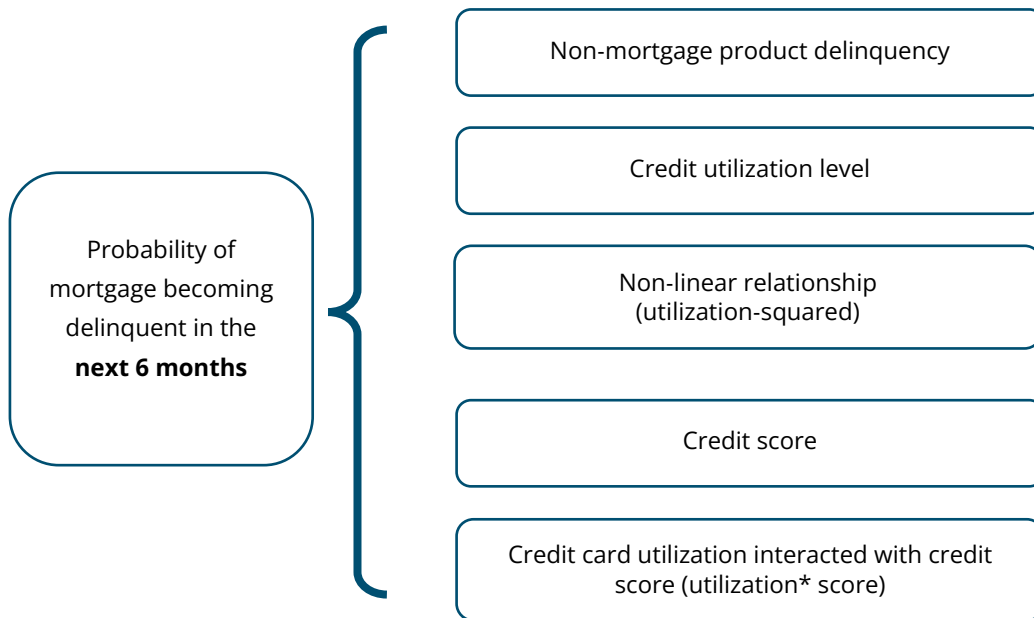 Non-mortgage product delinquency
Credit utilization level
Probability of
mortgage becoming
delinquent in the
next 6 months
Non-linear relationship
(utilization-squared)
Credit score
Credit card utilization interacted with credit
score (utilization* score)